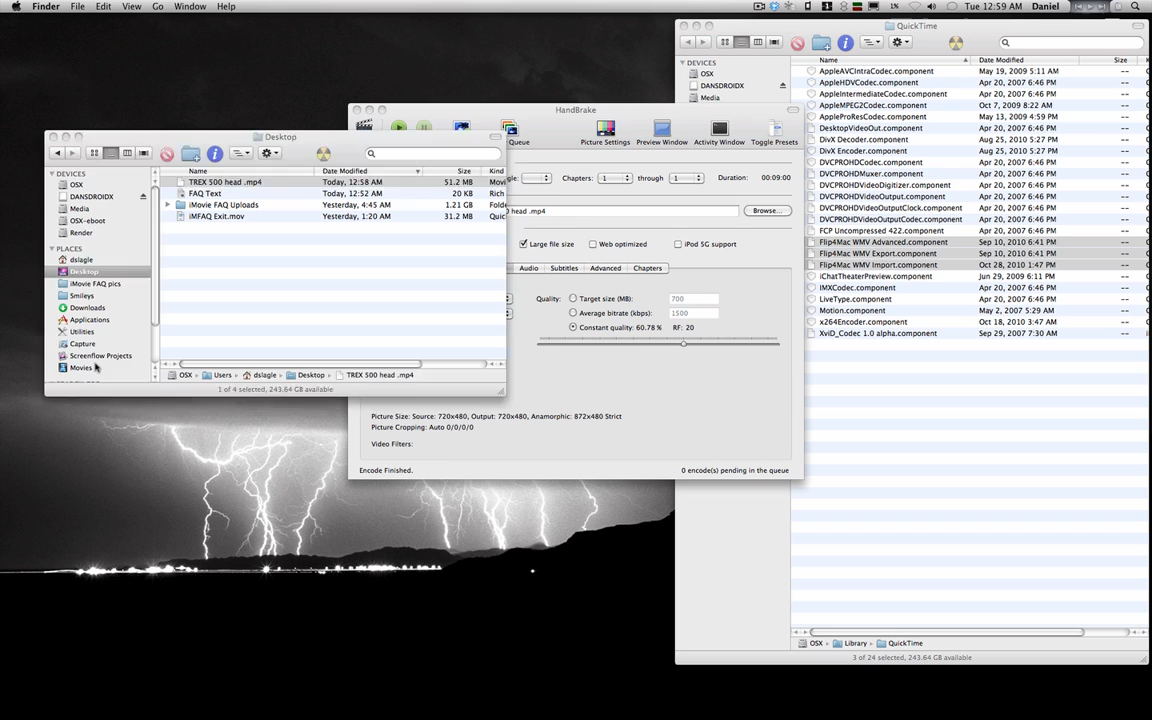 Finder File Edit View Go Window Help
1% Tue 12:59 AM Daniel
QuickTime
DEVICES
OSX
DANSDROIDX
Media
Name Date Modified Size
AppleAVCIntraCodec.component May 19, 2009 5:11 AM --
AppleHDVCodec.component Apr 20, 2007 6:46 PM --
AppleIntermediateCodec.component Apr 20, 2007 6:46 PM --
AppleMPEG2Codec.component Oct 7, 2009 8:22 AM --
AppleProResCodec.component May 13, 2009 4:59 PM --
DesktopVideoOut.component Apr 20, 2007 6:46 PM --
DivX Decoder.component Aug 25, 2010 5:27 PM --
DivX Encoder.component Aug 25, 2010 5:27 PM --
DVCPROHDCodec.component Apr 20, 2007 6:46 PM --
DVCPROHDMuxer.component Apr 20, 2007 6:46 PM --
DVCPROHDVideoDigitizer.component Apr 20, 2007 6:46 PM --
DVCPROHDVideoOutput.component Apr 20, 2007 6:46 PM --
DVCPROHDVideoOutputClock.component Apr 20, 2007 6:46 PM --
DVCPROHDVideoOutputCodec.component Apr 20, 2007 6:46 PM --
FCP Uncompressed 422.component Apr 20, 2007 6:46 PM --
Flip4Mac WMV Advanced.component Sep 10, 2010 6:41 PM --
Flip4Mac WMV Export.component Sep 10, 2010 6:41 PM --
Flip4Mac WMV Import.component Oct 28, 2010 1:47 PM --
iChatTheaterPreview.component Jun 29, 2009 6:11 PM --
IMXCodec.component Apr 20, 2007 6:46 PM --
LiveType.component Apr 20, 2007 6:46 PM --
Motion.component May 2, 2007 5:29 AM --
x264Encoder.component Oct 18, 2010 3:47 AM --
XviD_Codec 1.0 alpha.component Sep 29, 2007 7:30 AM --
OSX Library QuickTime
3 of 24 selected, 243.64 GB available
HandBrake
Queue Picture Settings Preview Window Activity Window Toggle Presets
gle: Chapters: 1 through 1 Duration: 00:09:00
0 head .mp4 Browse...
Large file size Web optimized iPod 5G support
Audio Subtitles Advanced Chapters
Quality: Target size (MB): 700
Average bitrate (kbps): 1500
Constant quality: 60.78 % RF: 20
Picture Size: Source: 720x480, Output: 720x480, Anamorphic: 872x480 Strict
Picture Cropping: Auto 0/0/0/0
Video Filters:
Encode Finished. 0 encode(s) pending in the queue
Desktop
DEVICES
OSX
DANSDROIDX
Media
OSX-eboot
Render
PLACES
dslagle
Desktop
iMovie FAQ pics
Smileys
Downloads
Applications
Utilities
Capture
Screenflow Projects
Movies
Name Date Modified Size Kind
TREX 500 head .mp4 Today, 12:58 AM 51.2 MB Movi
FAQ Text Today, 12:52 AM 20 KB Rich
iMovie FAQ Uploads Yesterday, 4:45 AM 1.21 GB Folde
iMFAQ Exit.mov Yesterday, 1:20 AM 31.2 MB Quic
OSX Users dslagle Desktop TREX 500 head .mp4
1 of 4 selected, 243.64 GB available